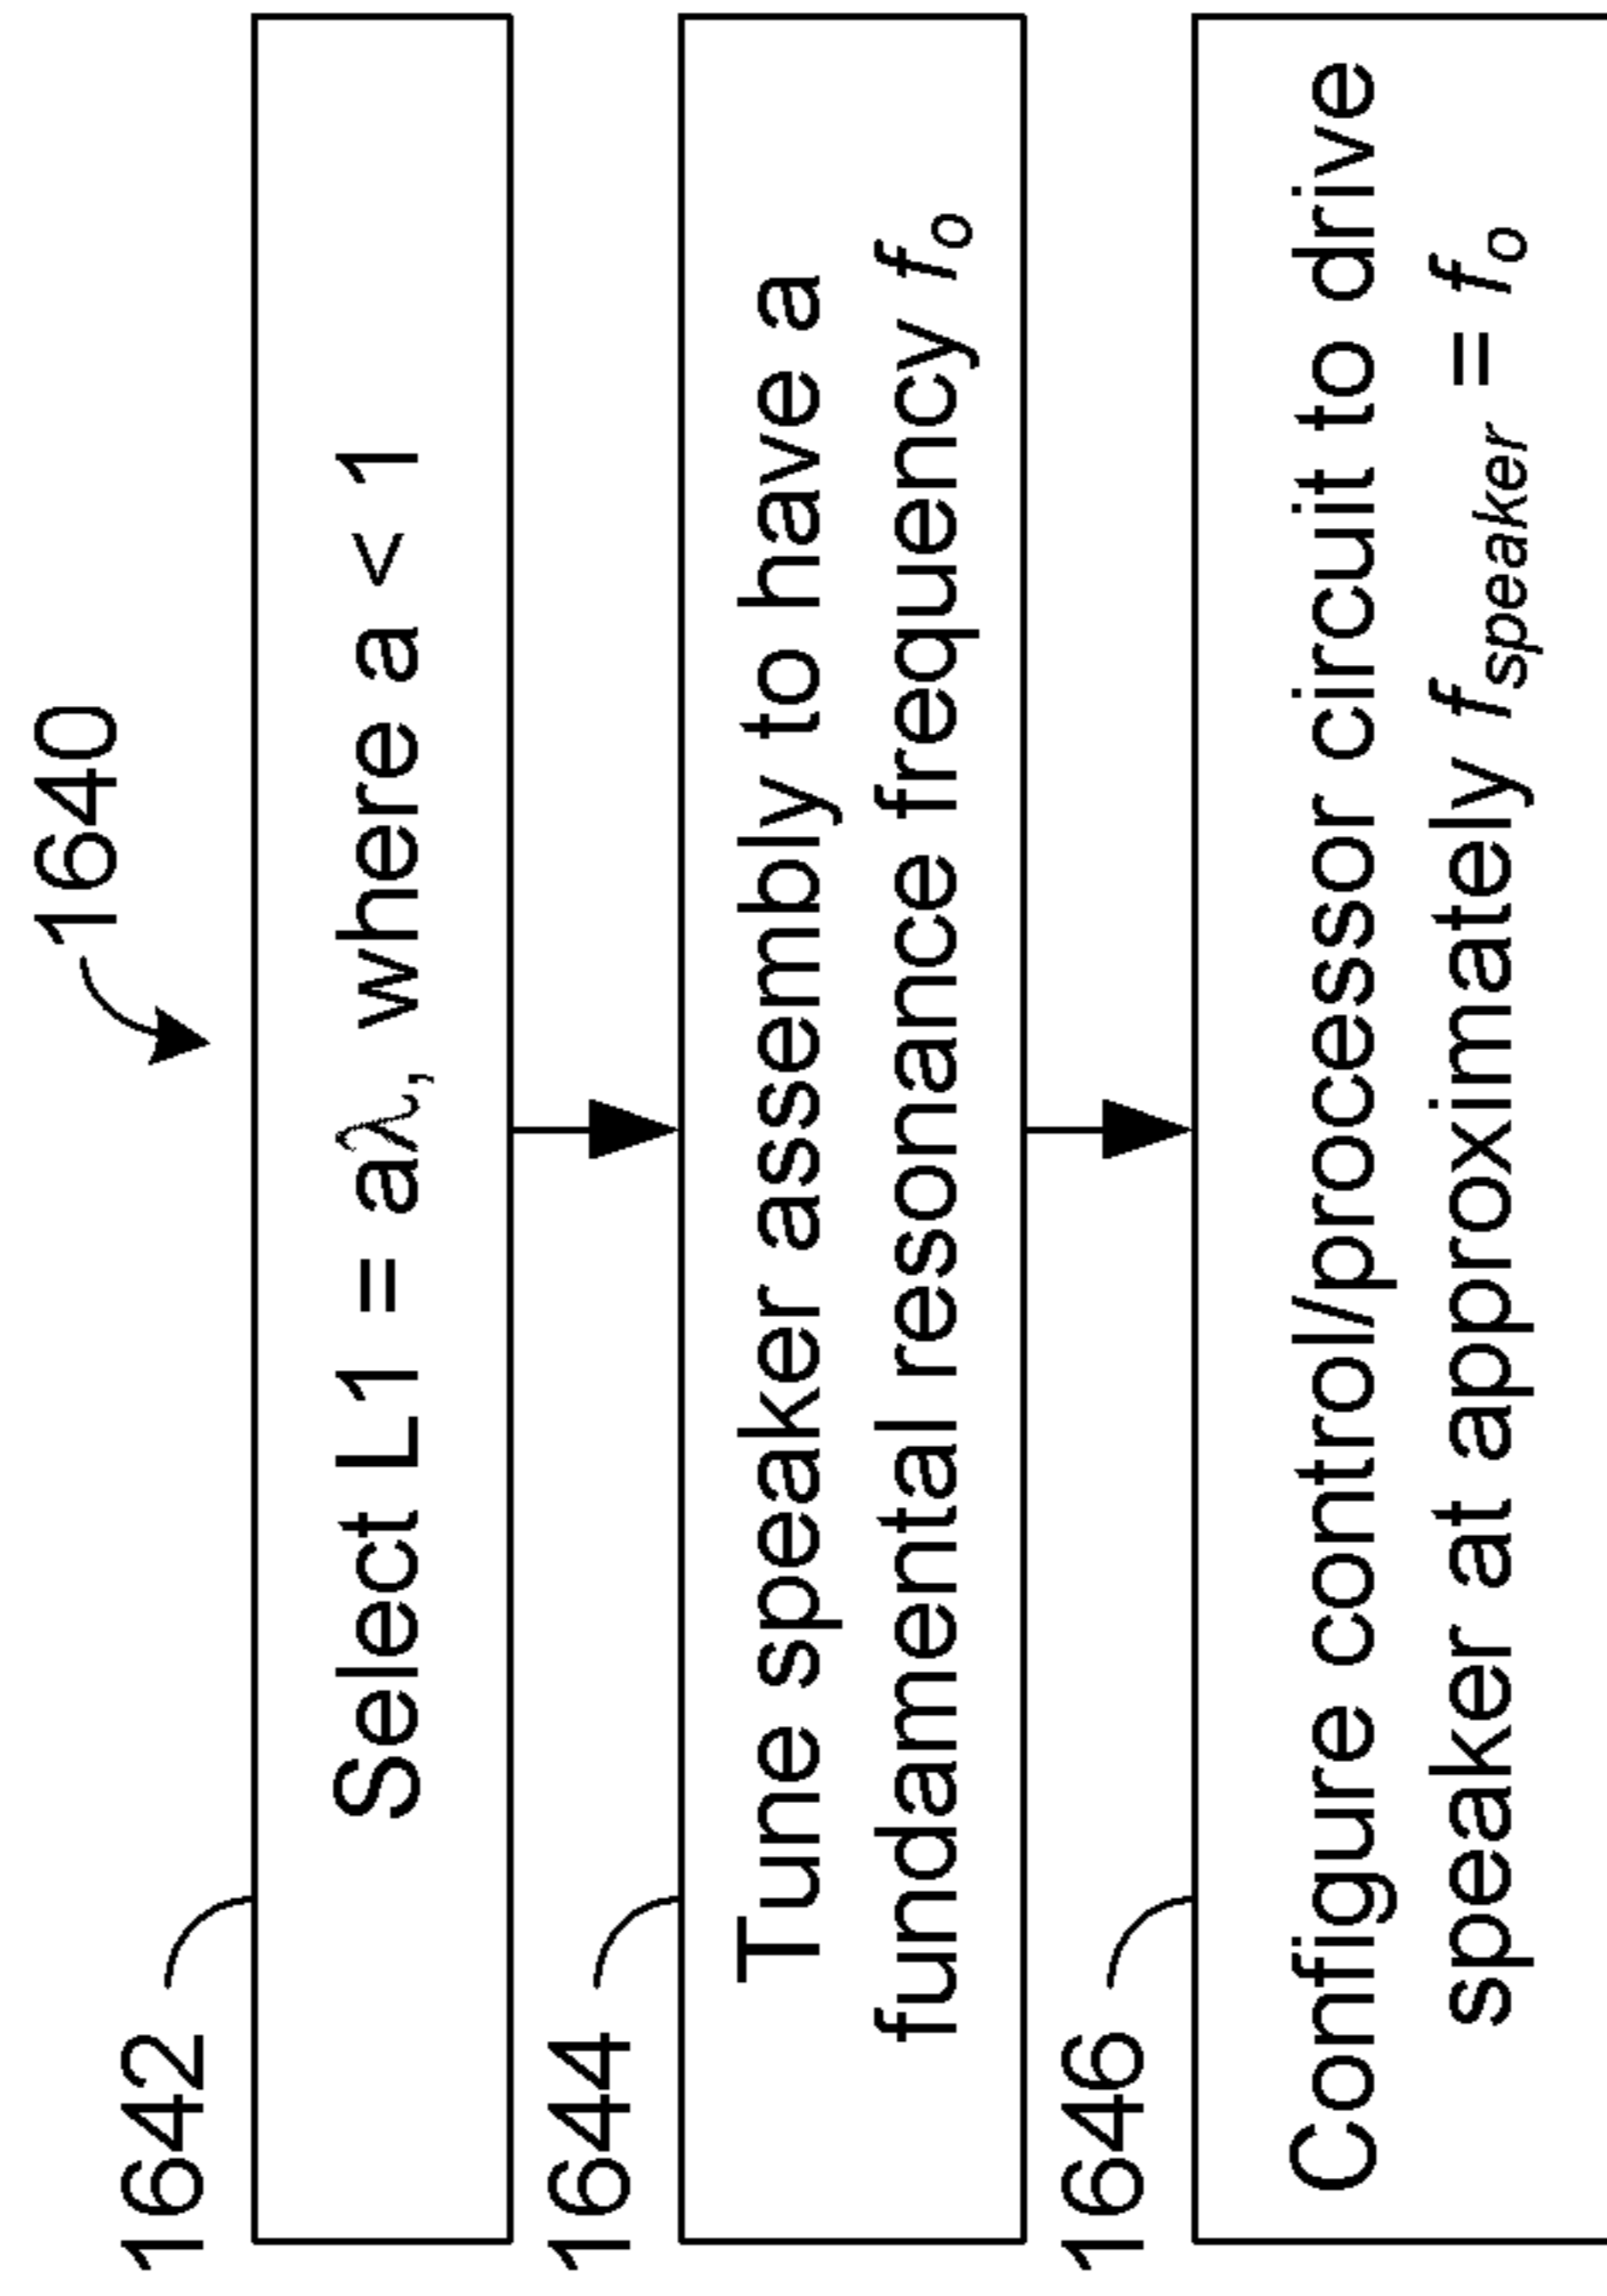 1640
1642
Select L1 = aλ, where a < 1
1644
Tune speaker assembly to have a
fundamental resonance frequency fo
1646
Configure control/processor circuit to drive
speaker at approximately fspeaker = fo